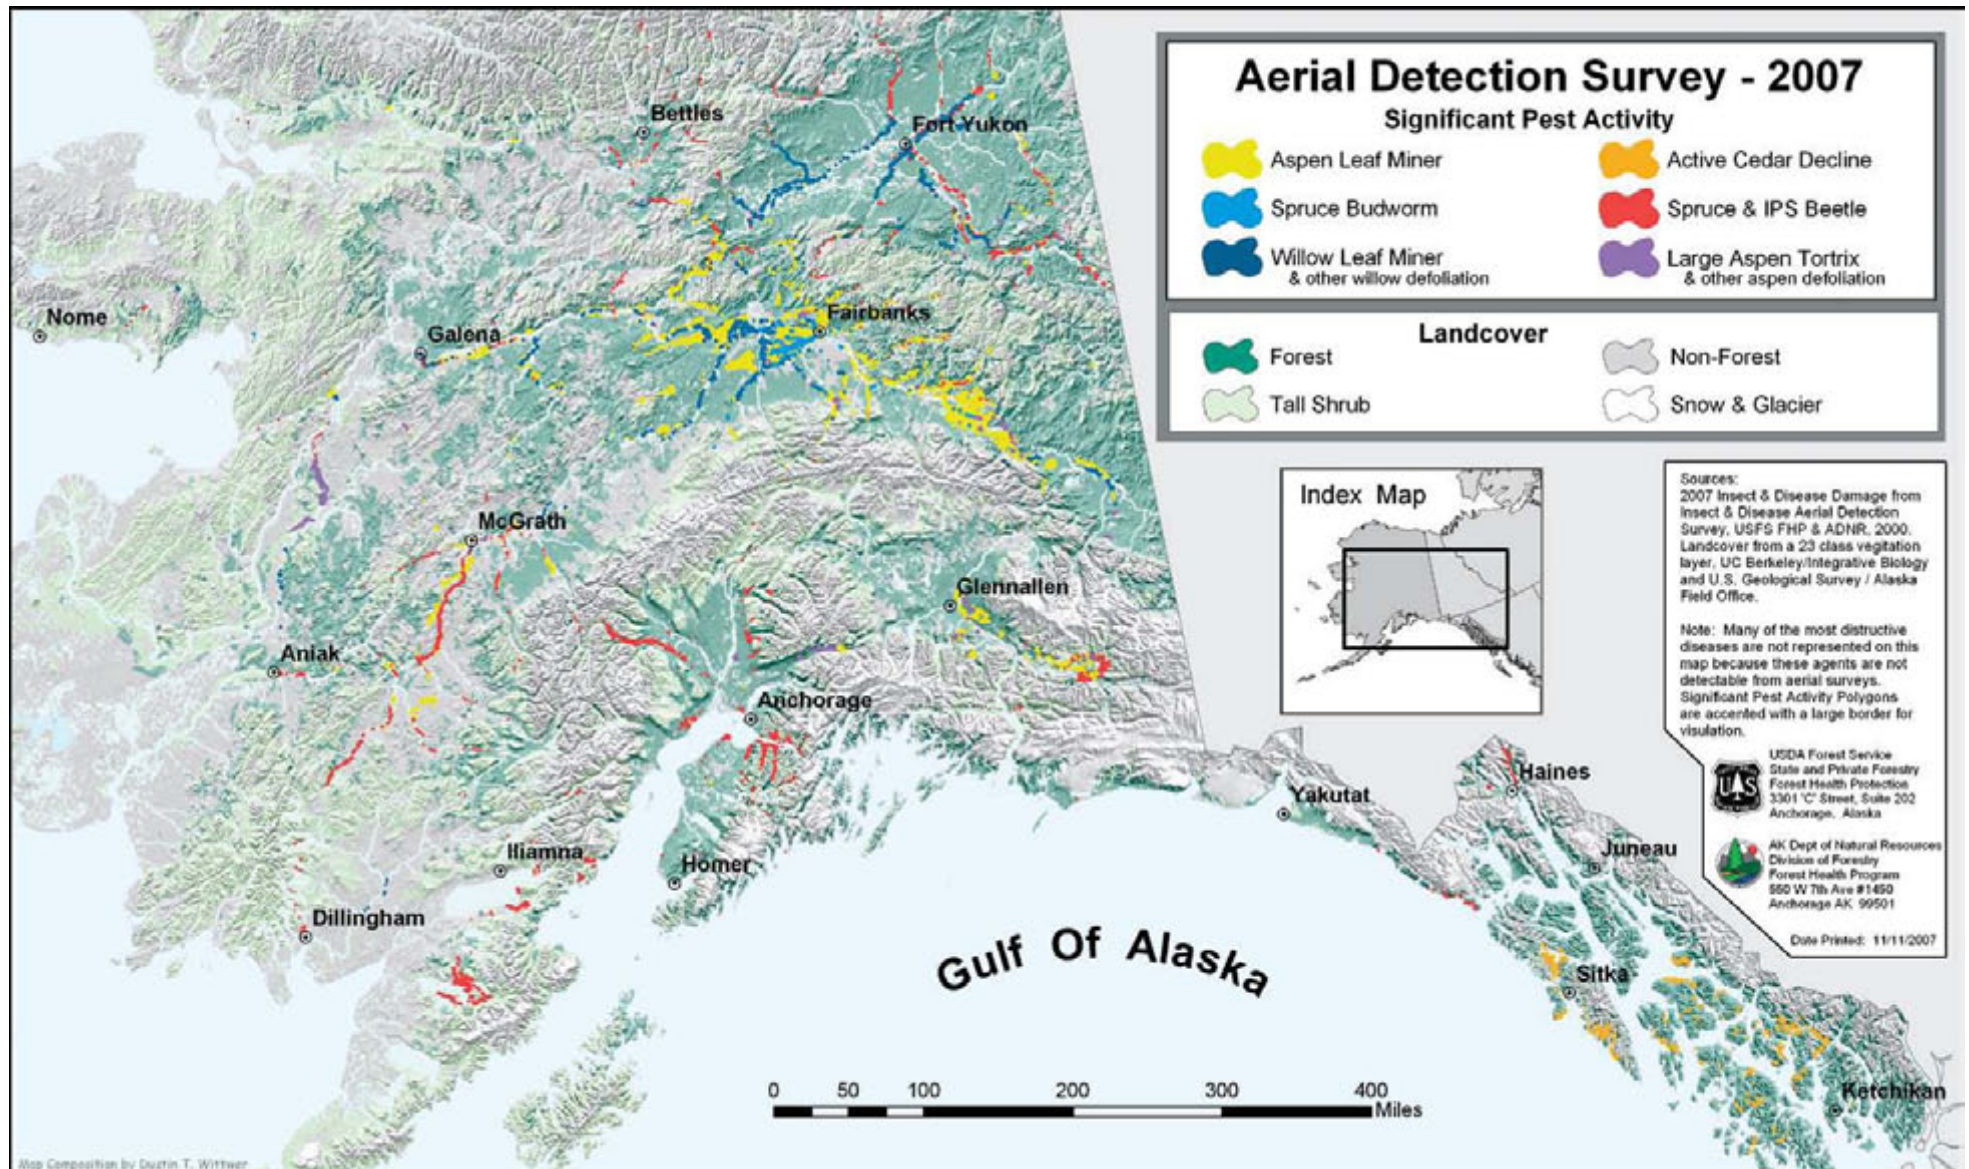 Aerial Detection Survey - 2007
Significant Pest Activity
Aspen Leaf Miner
Active Cedar Decline
Spruce Budworm
Spruce & IPS Beetle
Willow Leaf Miner
& other willow defoliation
Large Aspen Tortrix
& other aspen defoliation
Landcover
Forest
Non-Forest
Tall Shrub
Snow & Glacier
Index Map
Sources:
2007 Insect & Disease Damage from
Insect & Disease Aerial Detection
Survey, USFS FHP & ADNR, 2000.
Landcover from a 23 class vegitation
layer, UC Berkeley/Integrative Biology
and U.S. Geological Survey / Alaska
Field Office.
Note: Many of the most distructive
diseases are not represented on this
map because these agents are not
detectable from aerial surveys.
Significant Pest Activity Polygons
are accented with a large border for
visulation.
UAS
USDA Forest Service
State and Private Forestry
Forest Health Protection
3301 'C' Street, Suite 202
Anchorage, Alaska
AK Dept of Natural Resources
Division of Forestry
Forest Health Program
550 W 7th Ave #1450
Anchorage AK 99501
Date Printed: 11/11/2007
Bettles
Fort Yukon
Nome
Galena
Fairbanks
McGrath
Glennallen
Aniak
Anchorage
Haines
Yakutat
Iliamna
Homer
Juneau
Dillingham
Gulf Of Alaska
Sitka
Ketchikan
0 50 100 200 300 400
Miles
Map Composition by Dustin T. Wittwer